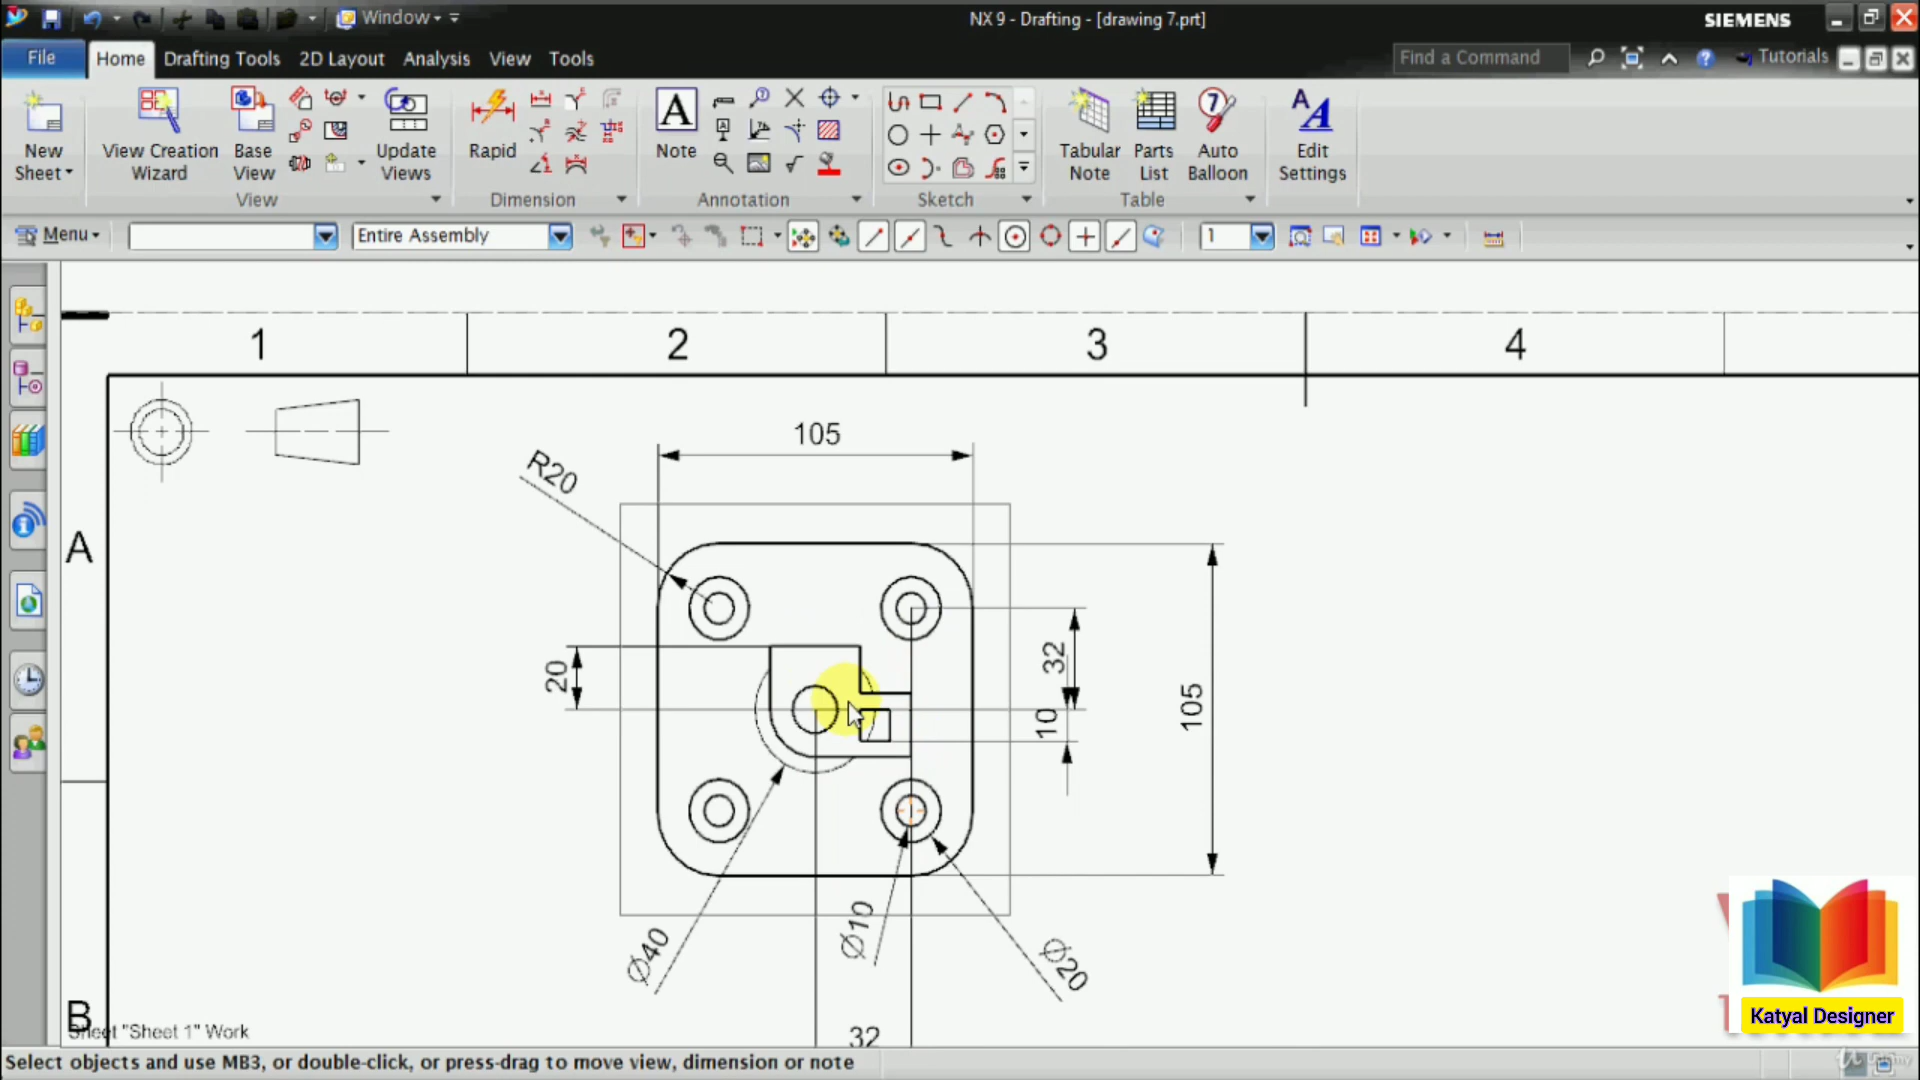 Window
NX 9 - Drafting - [drawing 7.prt]
SIEMENS
File
Home
Drafting Tools
2D Layout
Analysis
View
Tools
Find a Command
Tutorials
New
Sheet
View Creation
Wizard
Base
View
Update
Views
Rapid
Note
Tabular
Note
Parts
List
Auto
Balloon
Edit
Settings
View
Dimension
Annotation
Sketch
Table
Menu
Entire Assembly
1
1
2
3
4
A
B
105
R20
20
32
10
105
Ø40
Ø10
Ø20
32
Sheet "Sheet 1" Work
Katyal Designer
Select objects and use MB3, or double-click, or press-drag to move view, dimension or note